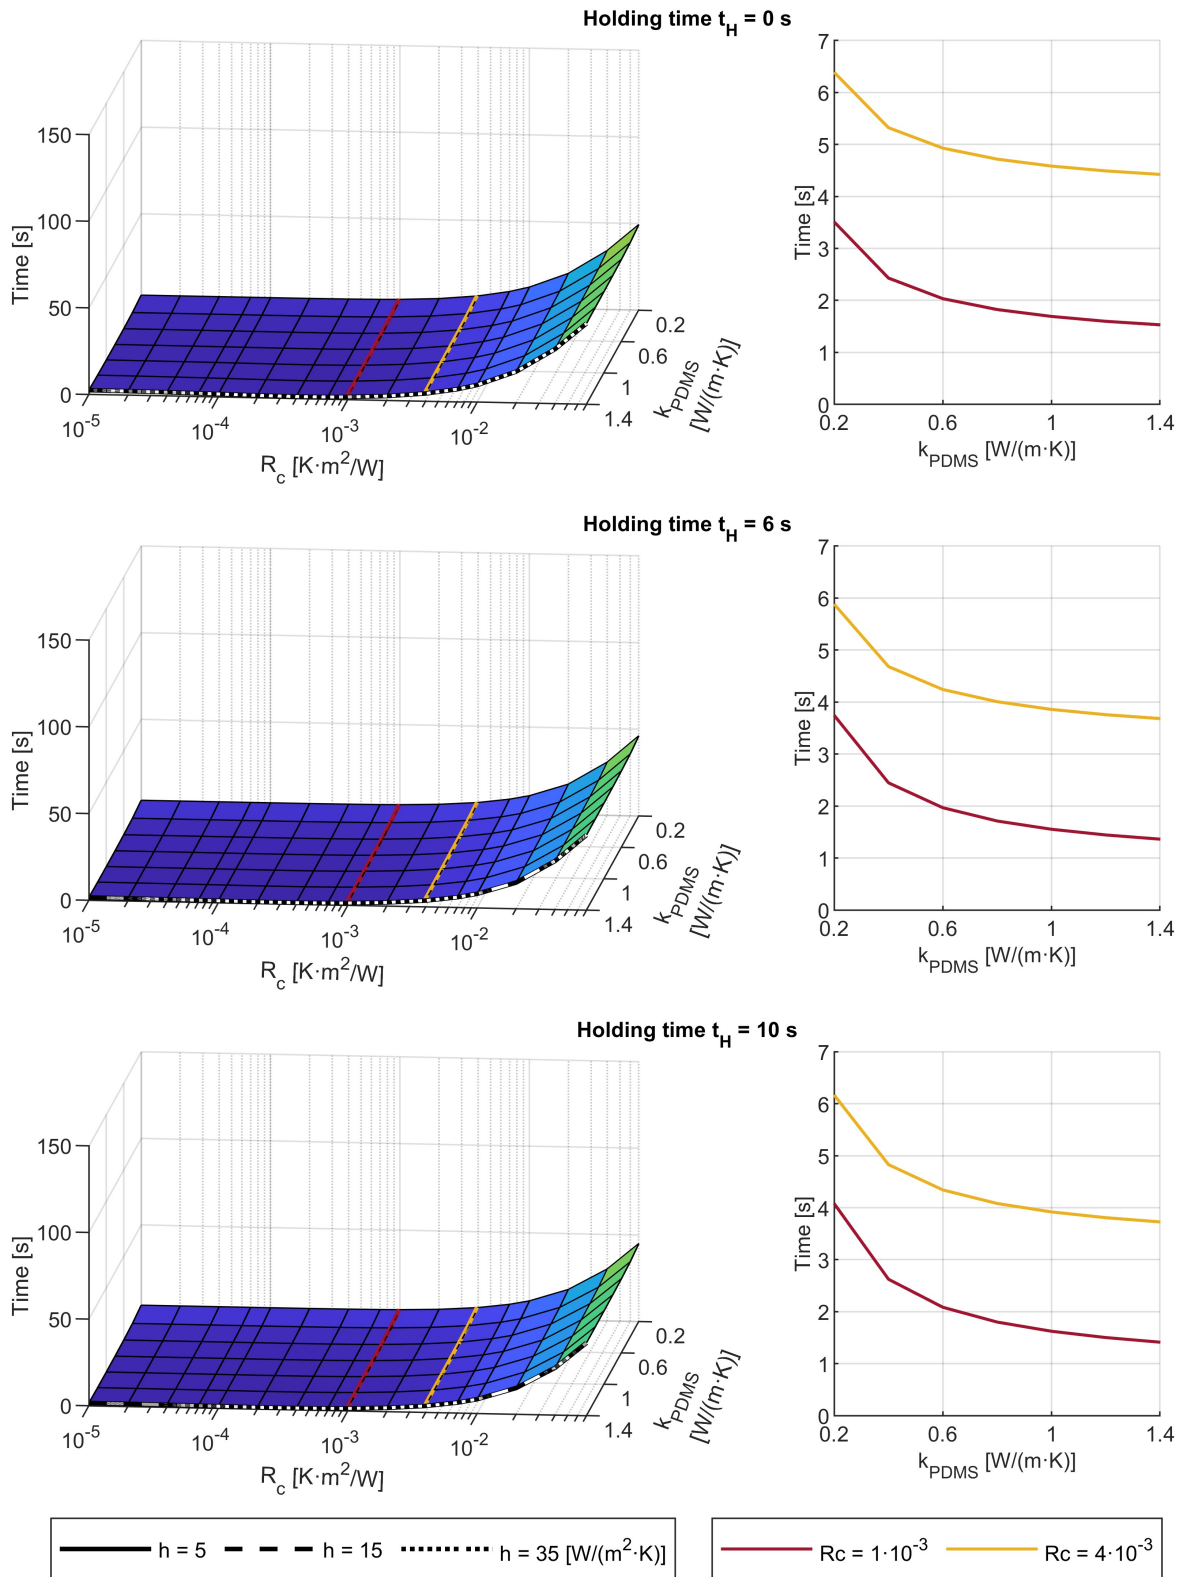 Holding time t_H = 0 s
150
100
50
0
Time [s]
10^-5
10^-4
10^-3
10^-2
R_c [K·m^2/W]
0.2
0.6
1
1.4
k_PDMS
[W/(m·K)]
7
6
5
4
3
2
1
0
Time [s]
0.2
0.6
1
1.4
k_PDMS [W/(m·K)]
Holding time t_H = 6 s
150
100
50
0
Time [s]
10^-5
10^-4
10^-3
10^-2
R_c [K·m^2/W]
0.2
0.6
1
1.4
k_PDMS
[W/(m·K)]
7
6
5
4
3
2
1
0
Time [s]
0.2
0.6
1
1.4
k_PDMS [W/(m·K)]
Holding time t_H = 10 s
150
100
50
0
Time [s]
10^-5
10^-4
10^-3
10^-2
R_c [K·m^2/W]
0.2
0.6
1
1.4
k_PDMS
[W/(m·K)]
7
6
5
4
3
2
1
0
Time [s]
0.2
0.6
1
1.4
k_PDMS [W/(m·K)]
h = 5
h = 15
h = 35 [W/(m^2·K)]
Rc = 1·10^-3
Rc = 4·10^-3